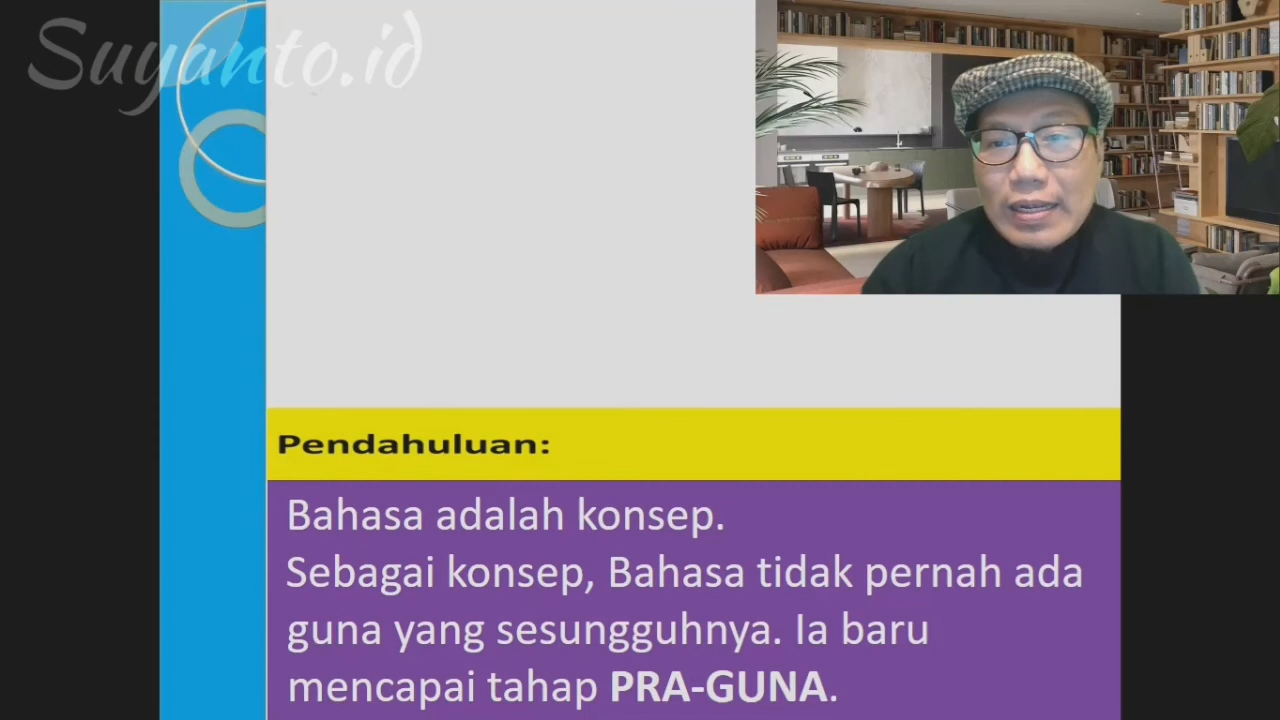 Suyanto.id
Pendahuluan:
Bahasa adalah konsep.
Sebagai konsep, Bahasa tidak pernah ada
guna yang sesungguhnya. Ia baru
mencapai tahap PRA-GUNA.